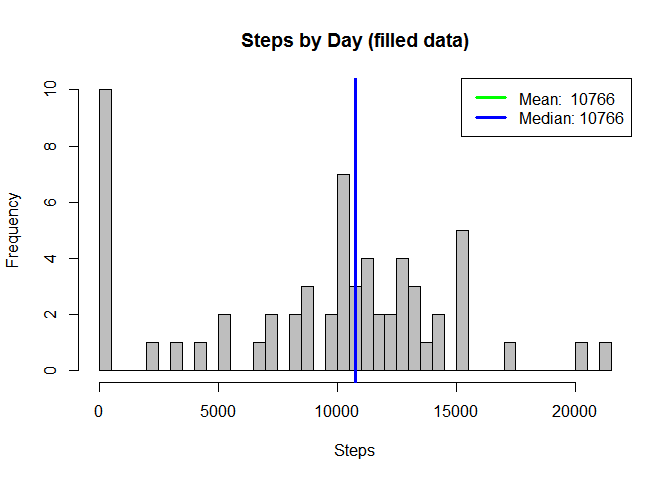 Steps by Day (filled data)
Mean:  10766
Median: 10766
Frequency
10
8
6
4
2
0
0
5000
10000
15000
20000
Steps